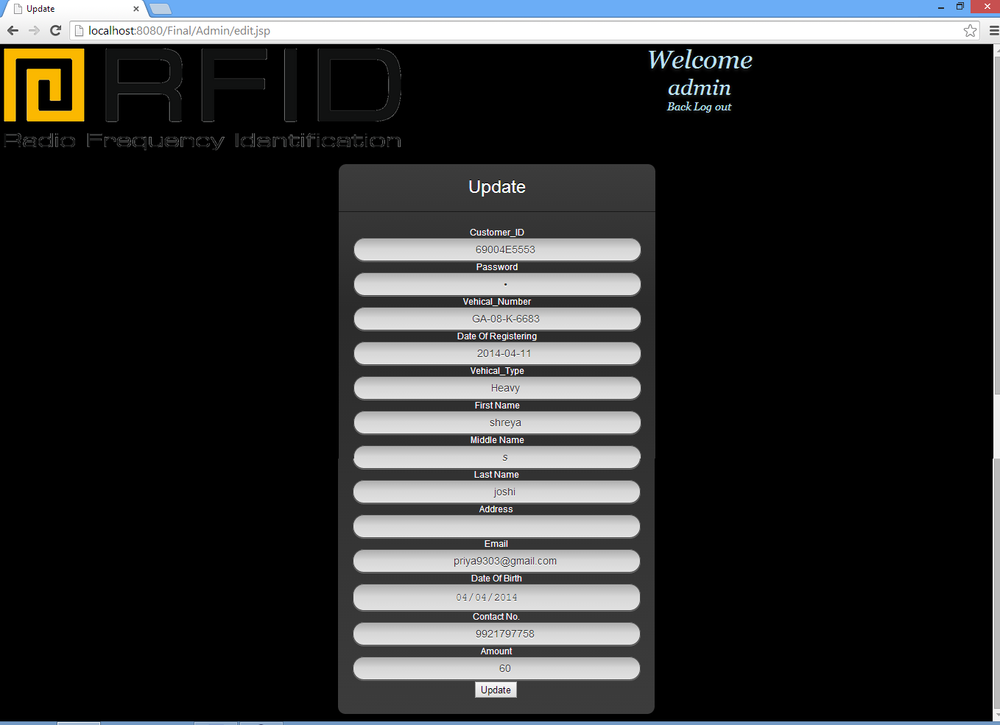 Update
localhost:8080/Final/Admin/edit.jsp
RFID
Radio Frequency Identification
Welcome
admin
Back Log out
Update
Customer_ID
69004E5553
Password
•
Vehical_Number
GA-08-K-6683
Date Of Registering
2014-04-11
Vehical_Type
Heavy
First Name
shreya
Middle Name
s
Last Name
joshi
Address
Email
priya9303@gmail.com
Date Of Birth
04/04/2014
Contact No.
9921797758
Amount
60
Update